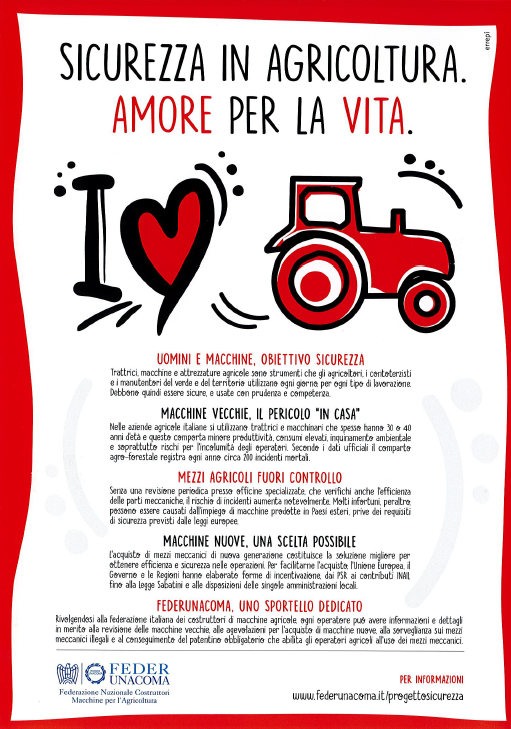 errepi
SICUREZZA IN AGRICOLTURA.
AMORE PER LA VITA.
I
UOMINI E MACCHINE, OBIETTIVO SICUREZZA
Trattrici, macchine e attrezzature agricole sono strumenti che gli agricoltori, i contoterzisti
e i manutentori del verde e del territorio utilizzano ogni giorno, per ogni tipo di lavorazione.
Debbono quindi essere sicure, e usate con prudenza e competenza.
MACCHINE VECCHIE, IL PERICOLO "IN CASA"
Nelle aziende agricole italiane si utilizzano trattrici e macchinari che spesso hanno 30 o 40
anni d'età e questo comporta minore produttività, consumi elevati, inquinamento ambientale
e soprattutto rischi per l'incolumità degli operatori. Secondo i dati ufficiali il comparto
agro-forestale registra ogni anno circa 200 incidenti mortali.
MEZZI AGRICOLI FUORI CONTROLLO
Senza una revisione periodica presso officine specializzate, che verifichi anche l'efficienza
delle parti meccaniche, il rischio di incidenti aumenta notevolmente. Molti infortuni, peraltro,
possono essere causati dall'impiego di macchine prodotte in Paesi esteri, prive dei requisiti
di sicurezza previsti dalle leggi europee.
MACCHINE NUOVE, UNA SCELTA POSSIBILE
L'acquisto di mezzi meccanici di nuova generazione costituisce la soluzione migliore per
ottenere efficienza e sicurezza nelle operazioni. Per facilitarne l'acquisto, l'Unione Europea, il
Governo e le Regioni hanno elaborato forme di incentivazione, dai PSR ai contributi INAIL
fino alla Legge Sabatini e alle disposizioni delle singole amministrazioni locali.
FEDERUNACOMA, UNO SPORTELLO DEDICATO
Rivolgendosi alla Federazione italiana dei costruttori di macchine agricole, ogni operatore può avere informazioni e dettagli
in merito alla revisione delle macchine vecchie, alle agevolazioni per l'acquisto di macchine nuove, alla sorveglianza sui mezzi
meccanici illegali e al conseguimento del patentino obbligatorio che abilita gli operatori agricoli all'uso dei mezzi meccanici.
FEDER
UNACOMA
Federazione Nazionale Costruttori
Macchine per l'Agricoltura
PER INFORMAZIONI
www.federunacoma.it/progettosicurezza